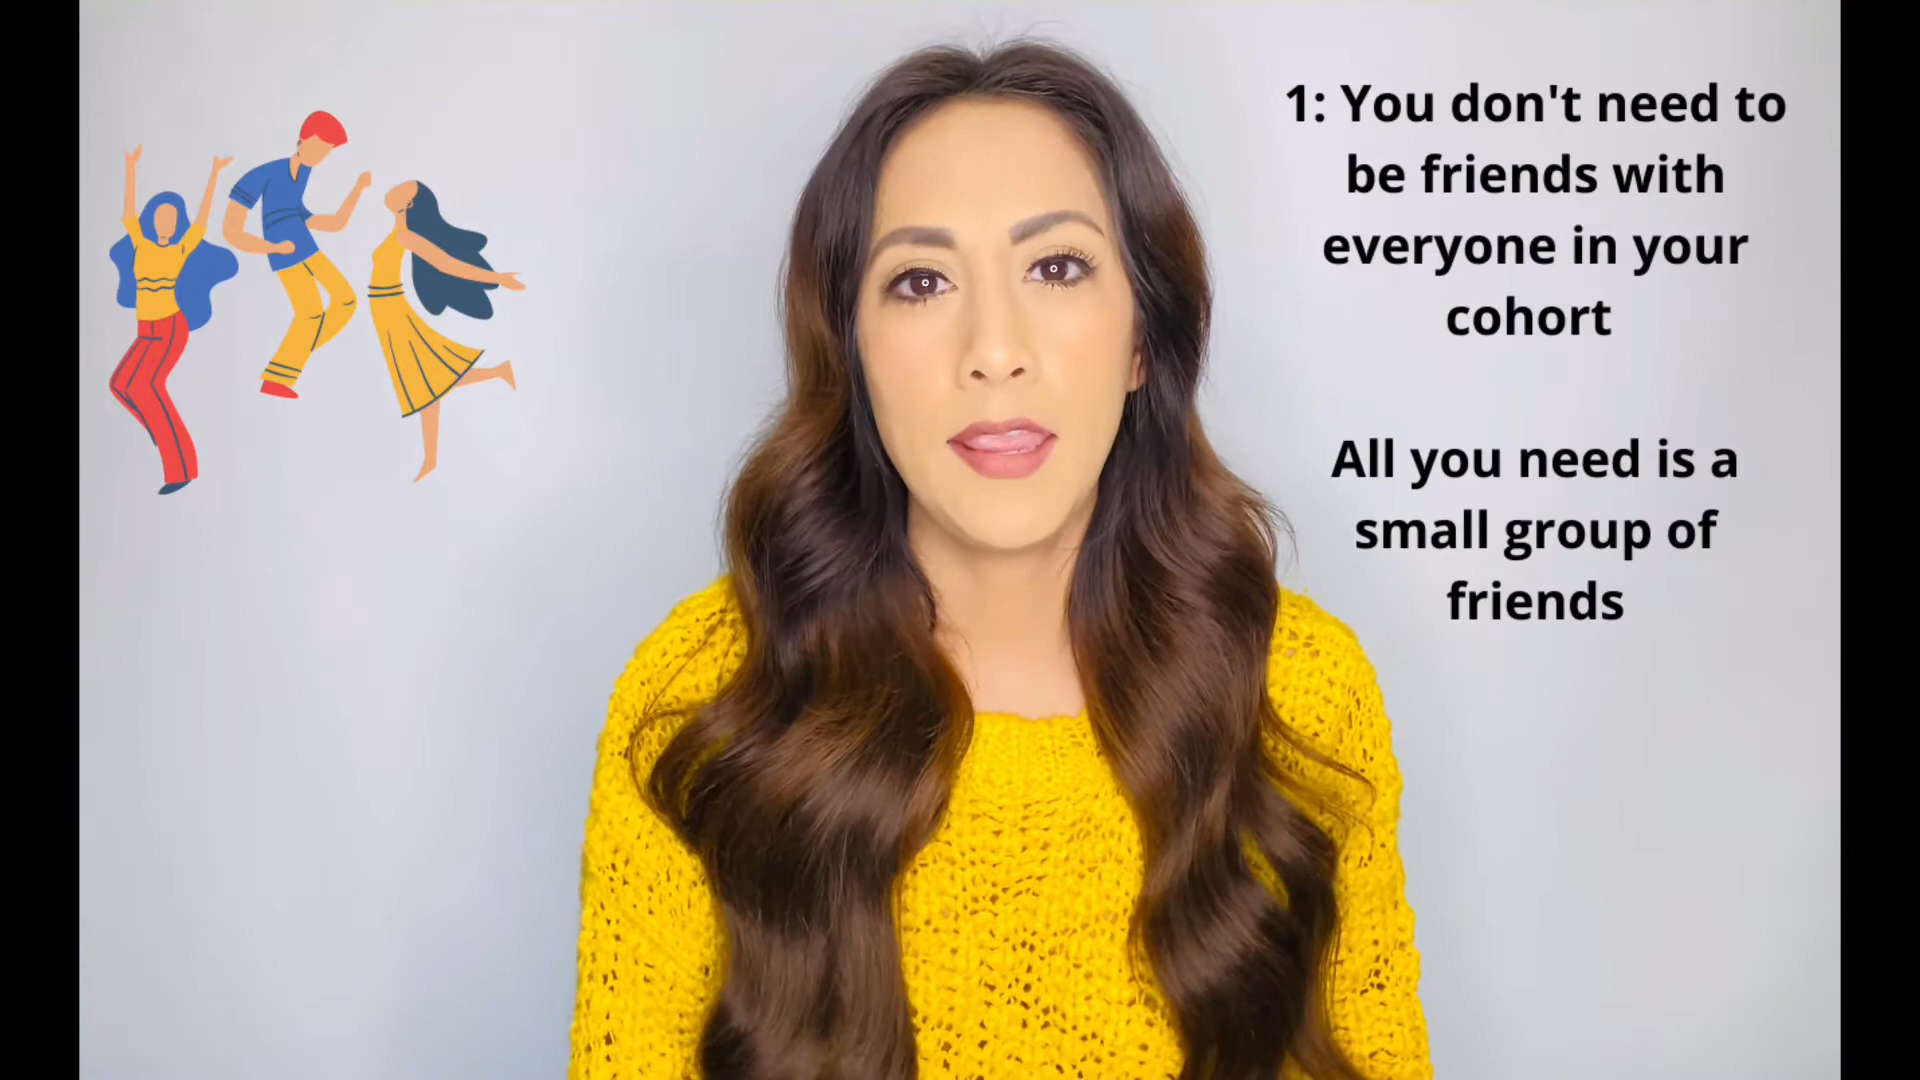 1: You don't need to
be friends with
everyone in your
cohort
All you need is a
small group of
friends